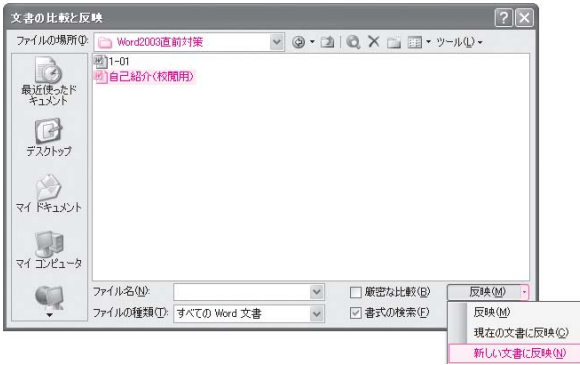 文書の比較と反映
ファイルの場所(I): Word2003直前対策 ツール(L)
1-01
自己紹介(校閲用)
最近使ったドキュメント
デスクトップ
マイ ドキュメント
マイ コンピュータ
ファイル名(N): 厳密な比較(B) 反映(M)
ファイルの種類(T): すべての Word 文書 書式の検索(F)
反映(M)
現在の文書に反映(C)
新しい文書に反映(N)